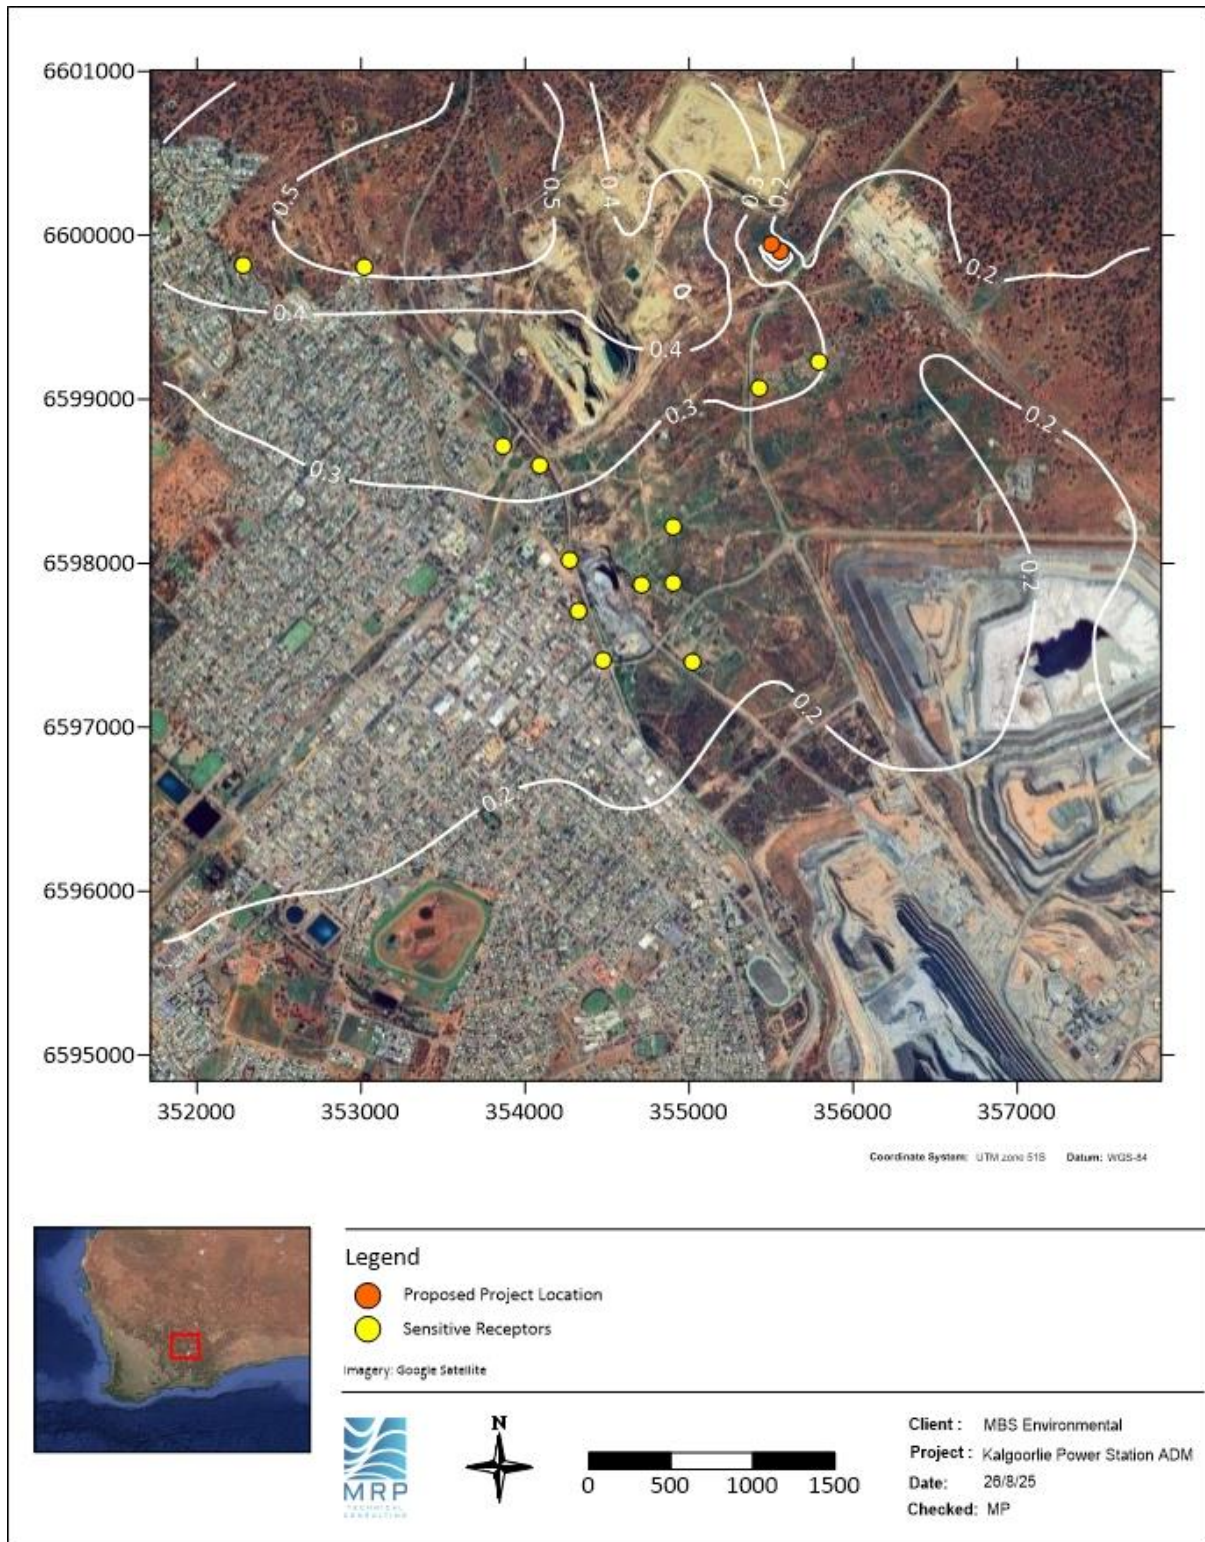 6601000
6600000
6599000
6598000
6597000
6596000
6595000
0.5
0.5
0.4
0.3
0.2
0.2
0.4
0.4
0.3
0.3
0.2
0.2
0.2
0.2
352000 353000 354000 355000 356000 357000
Coordinate System: UTM zone 51S Datum: WGS-84
Legend
Proposed Project Location
Sensitive Receptors
Imagery: Google Satellite
MRP
TECHNICAL
CONSULTING
N
0 500 1000 1500
Client : MBS Environmental
Project : Kalgoorlie Power Station ADM
Date: 26/8/25
Checked: MP